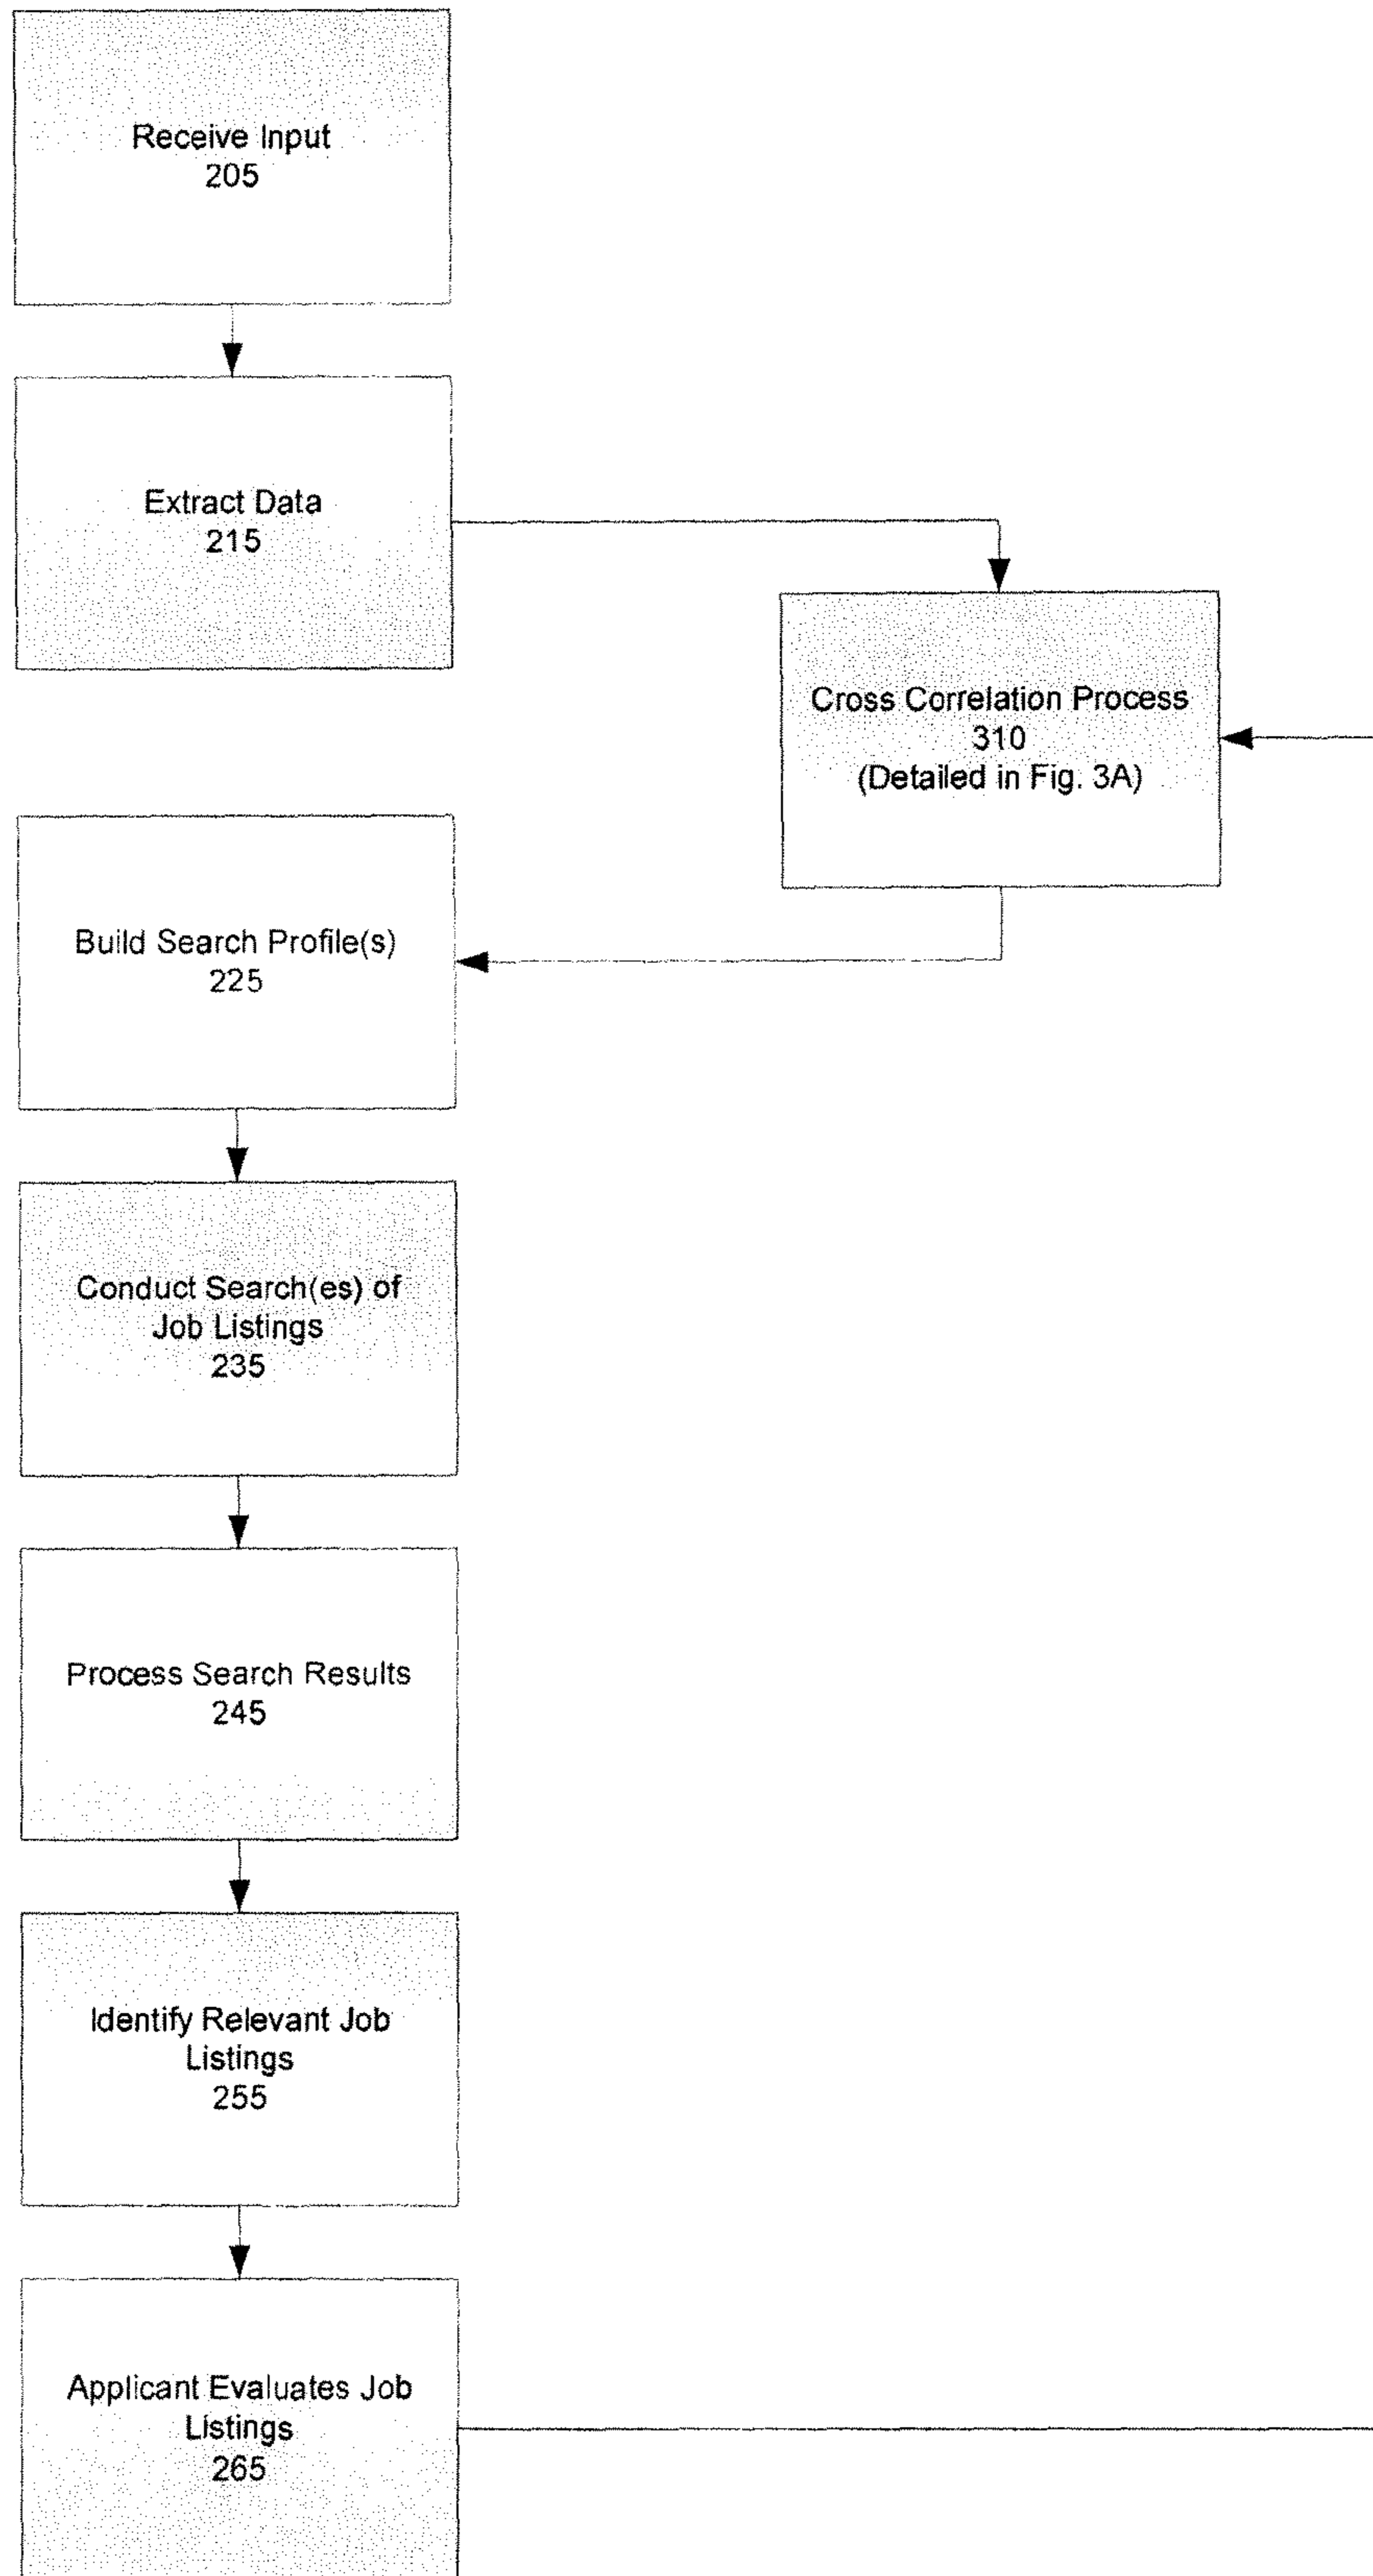 Receive Input
205
Extract Data
215
Cross Correlation Process
310
(Detailed in Fig. 3A)
Build Search Profile(s)
225
Conduct Search(es) of
Job Listings
235
Process Search Results
245
Identify Relevant Job
Listings
255
Applicant Evaluates Job
Listings
265